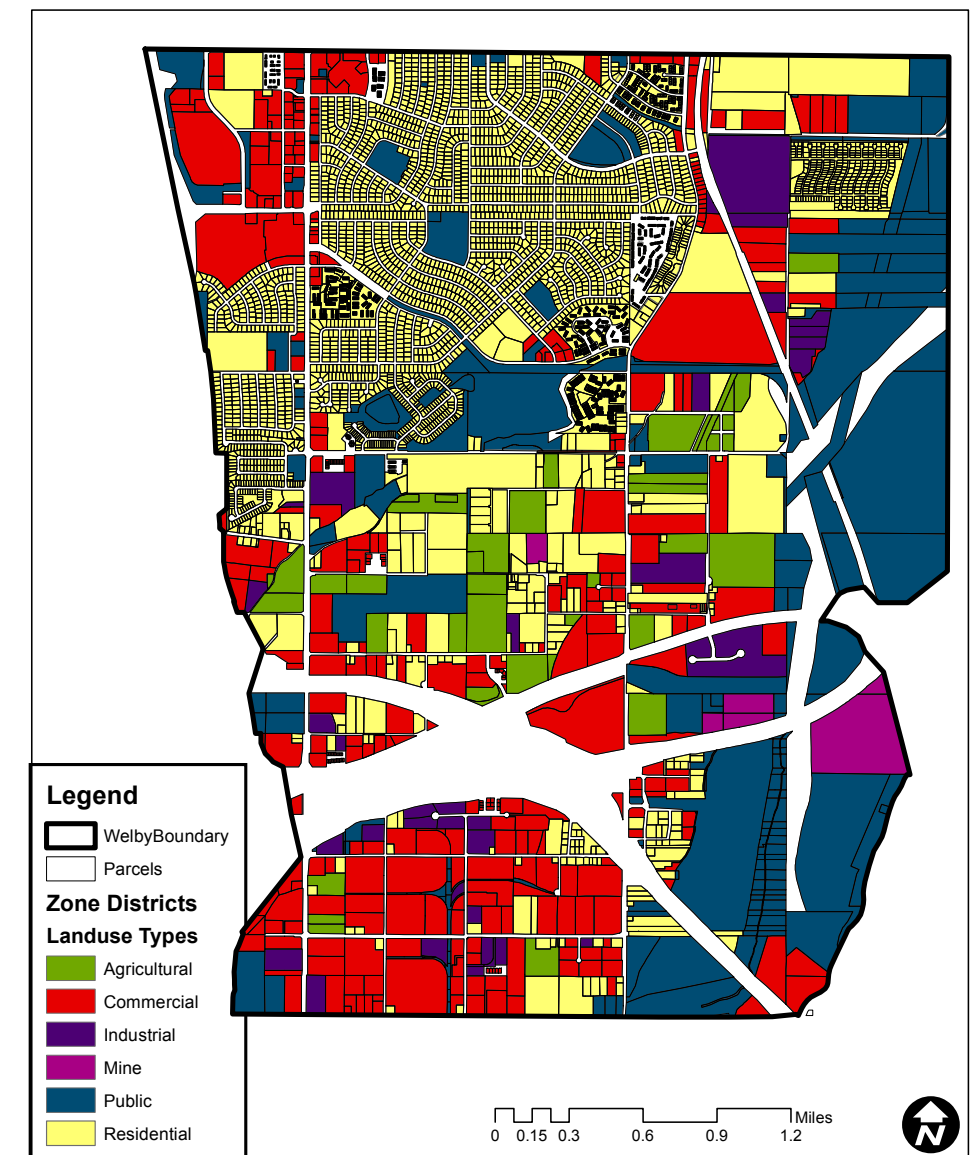 Legend
WelbyBoundary
Parcels
Zone Districts
Landuse Types
Agricultural
Commercial
Industrial
Mine
Public
Residential
Miles
0 0.15 0.3 0.6 0.9 1.2
N